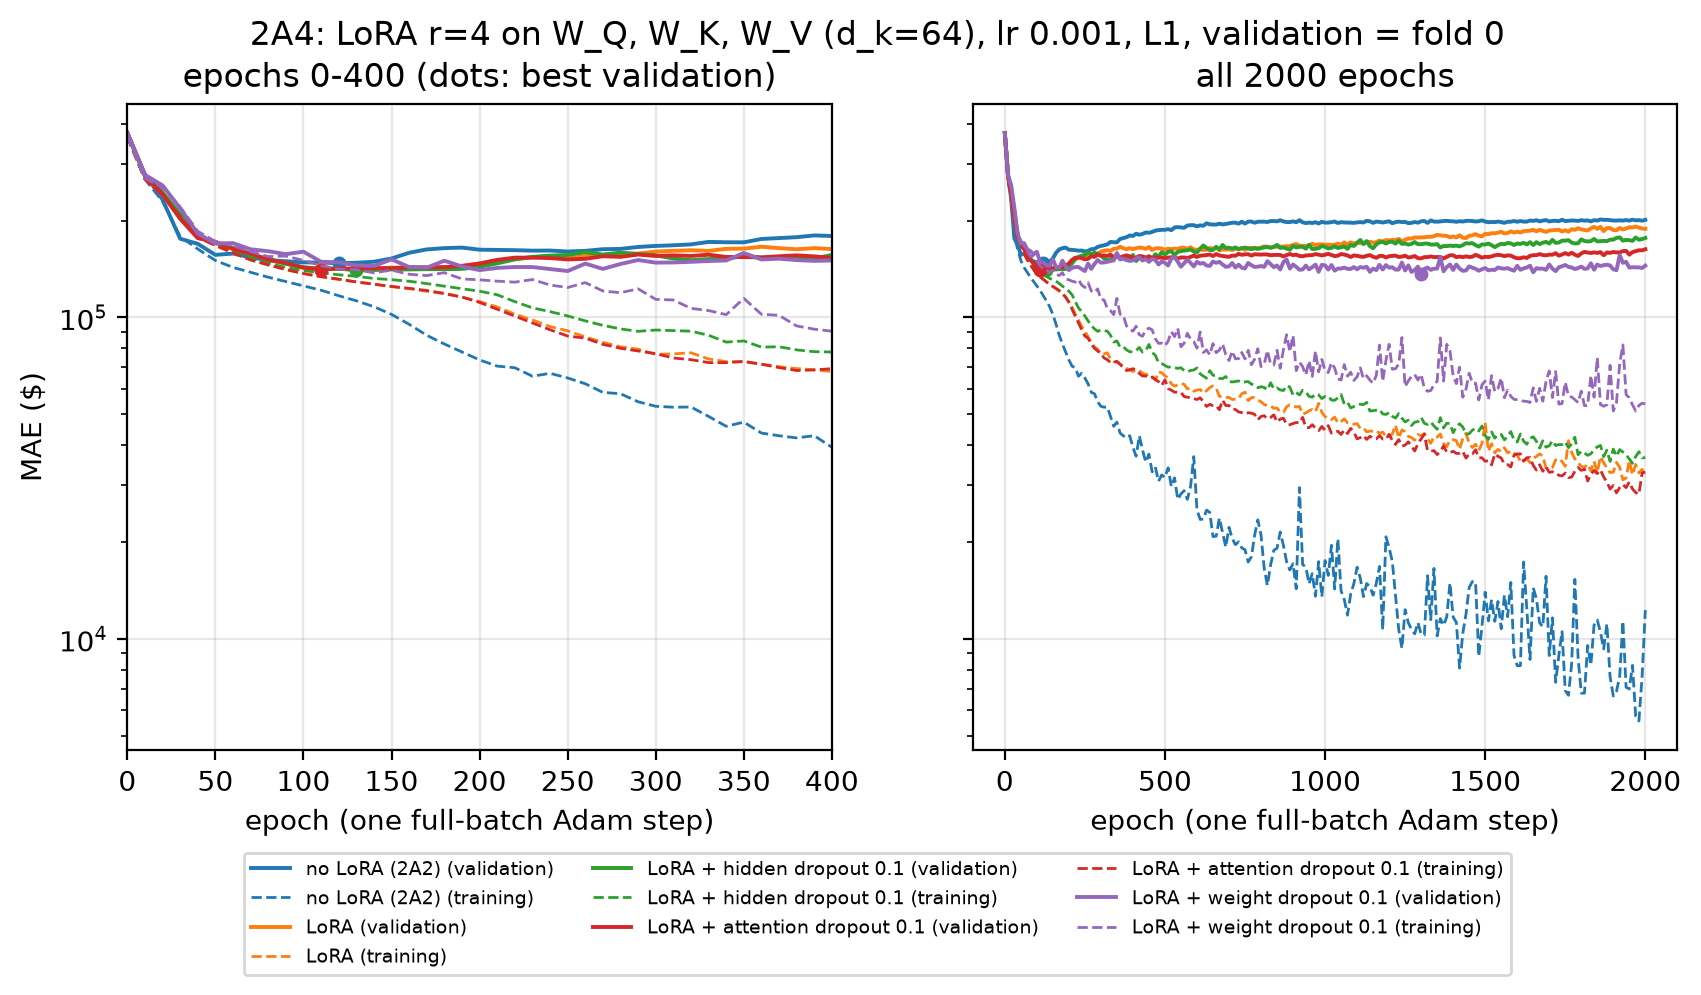 2A4: LoRA r=4 on W_Q, W_K, W_V (d_k=64), lr 0.001, L1, validation = fold 0
epochs 0-400 (dots: best validation)
all 2000 epochs
MAE ($)
10^5
10^4
0 50 100 150 200 250 300 350 400
0 500 1000 1500 2000
epoch (one full-batch Adam step)
epoch (one full-batch Adam step)
no LoRA (2A2) (validation)
no LoRA (2A2) (training)
LoRA (validation)
LoRA (training)
LoRA + hidden dropout 0.1 (validation)
LoRA + hidden dropout 0.1 (training)
LoRA + attention dropout 0.1 (validation)
LoRA + attention dropout 0.1 (training)
LoRA + weight dropout 0.1 (validation)
LoRA + weight dropout 0.1 (training)